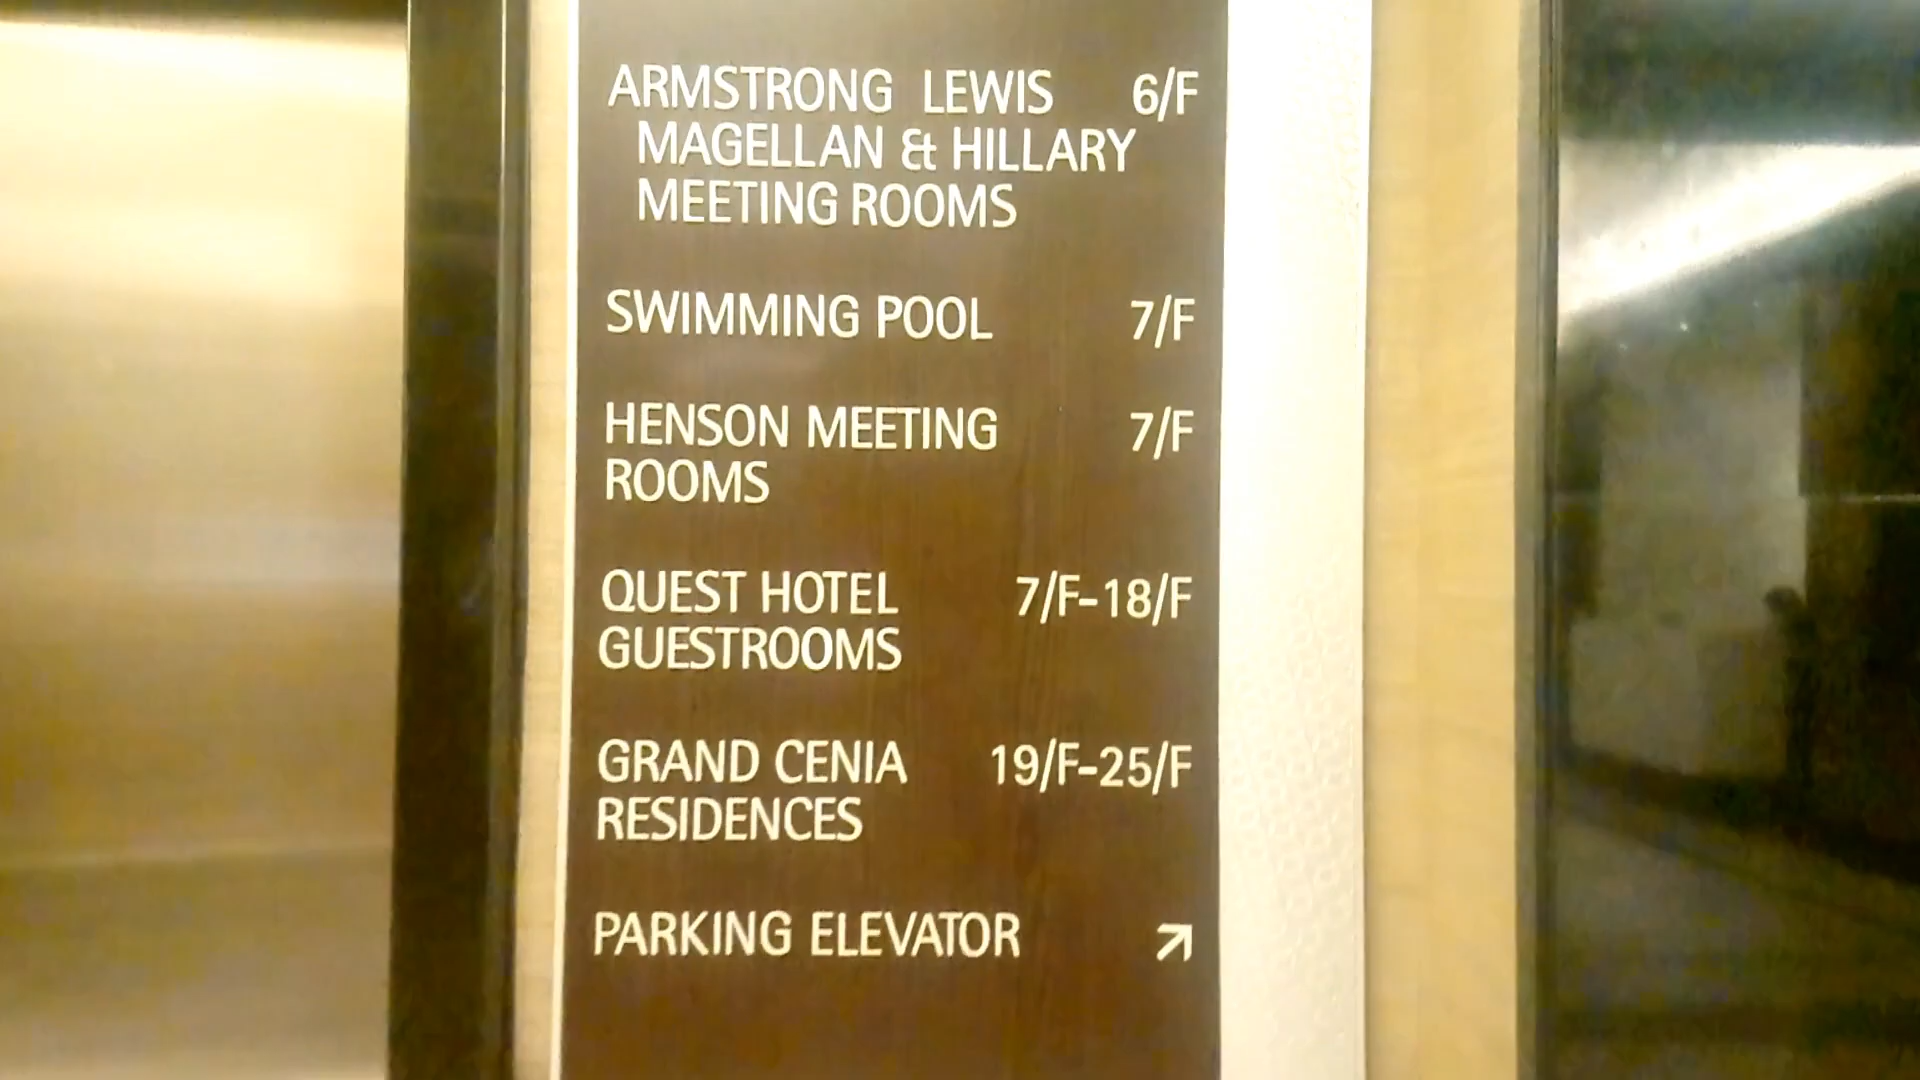 ARMSTRONG LEWIS 6/F
MAGELLAN & HILLARY
MEETING ROOMS
SWIMMING POOL 7/F
HENSON MEETING 7/F
ROOMS
QUEST HOTEL 7/F-18/F
GUESTROOMS
GRAND CENIA 19/F-25/F
RESIDENCES
PARKING ELEVATOR ↗